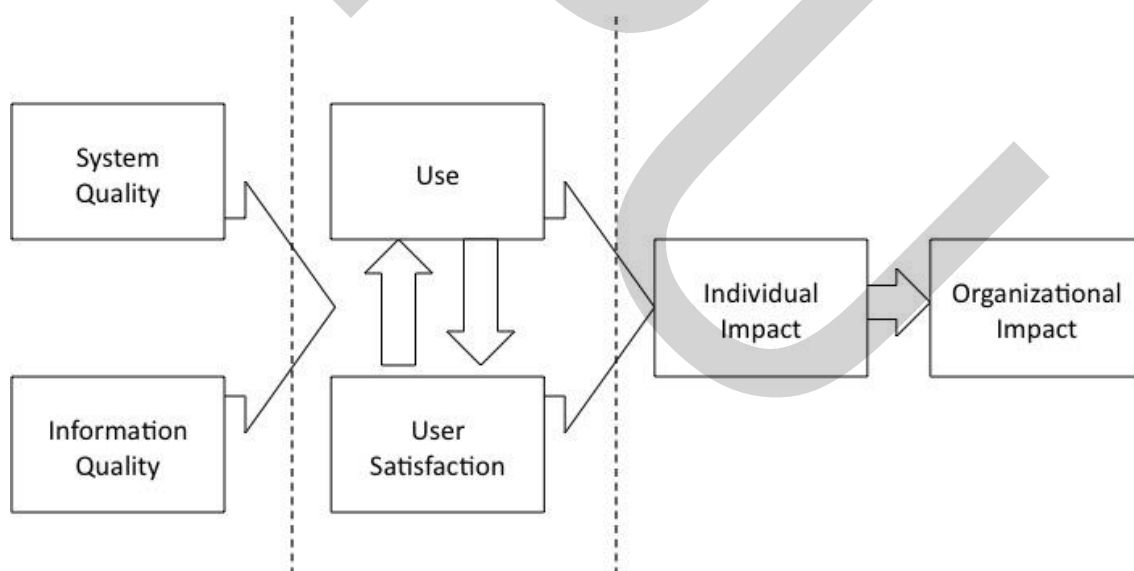 System
Quality
Use
Individual
Impact
Organizational
Impact
Information
Quality
User
Satisfaction